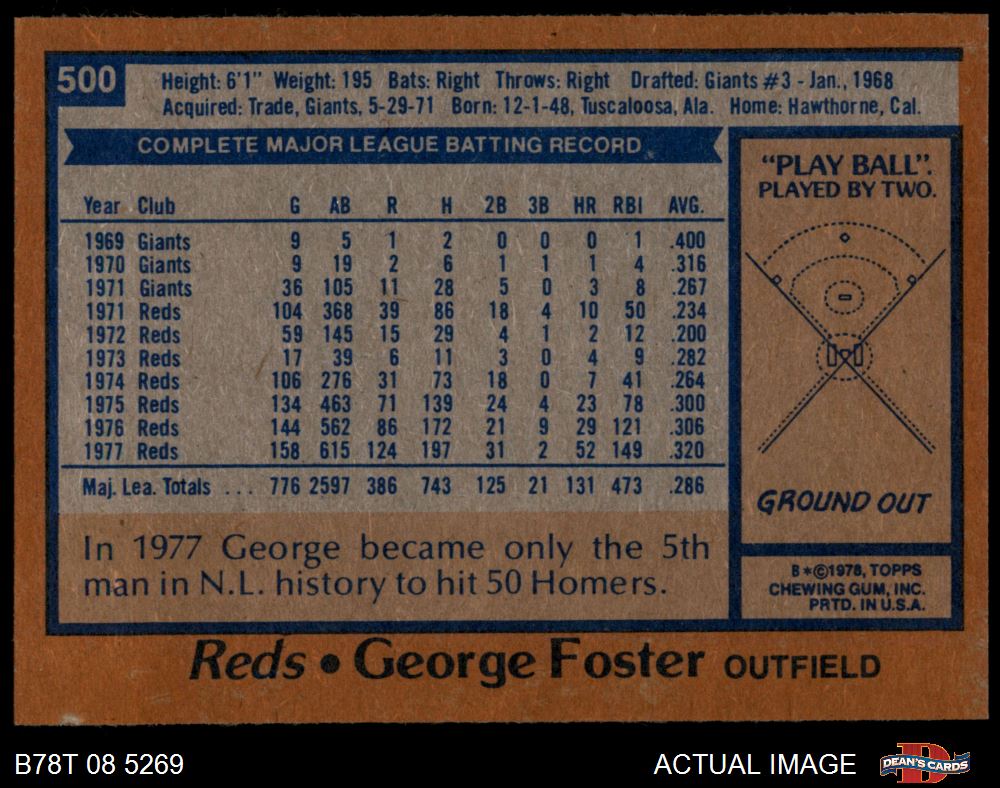 500
Height: 6'1" Weight: 195 Bats: Right Throws: Right Drafted: Giants #3 - Jan., 1968
Acquired: Trade, Giants, 5-29-71 Born: 12-1-48, Tuscaloosa, Ala. Home: Hawthorne, Cal.
COMPLETE MAJOR LEAGUE BATTING RECORD
Year Club G AB R H 2B 3B HR RBI AVG.
1969 Giants 9 5 1 2 0 0 0 1 .400
1970 Giants 9 19 2 6 1 1 1 4 .316
1971 Giants 36 105 11 28 5 0 3 8 .267
1971 Reds 104 368 39 86 18 4 10 50 .234
1972 Reds 59 145 15 29 4 1 2 12 .200
1973 Reds 17 39 6 11 3 0 4 9 .282
1974 Reds 106 276 31 73 18 0 7 41 .264
1975 Reds 134 463 71 139 24 4 23 78 .300
1976 Reds 144 562 86 172 21 9 29 121 .306
1977 Reds 158 615 124 197 31 2 52 149 .320
Maj. Lea. Totals ... 776 2597 386 743 125 21 131 473 .286
In 1977 George became only the 5th
man in N.L. history to hit 50 Homers.
"PLAY BALL".
PLAYED BY TWO.
GROUND OUT
B*©1978, TOPPS
CHEWING GUM, INC.
PRTD. IN U.S.A.
Reds • George Foster OUTFIELD
B78T 08 5269
ACTUAL IMAGE
DEAN'S CARDS